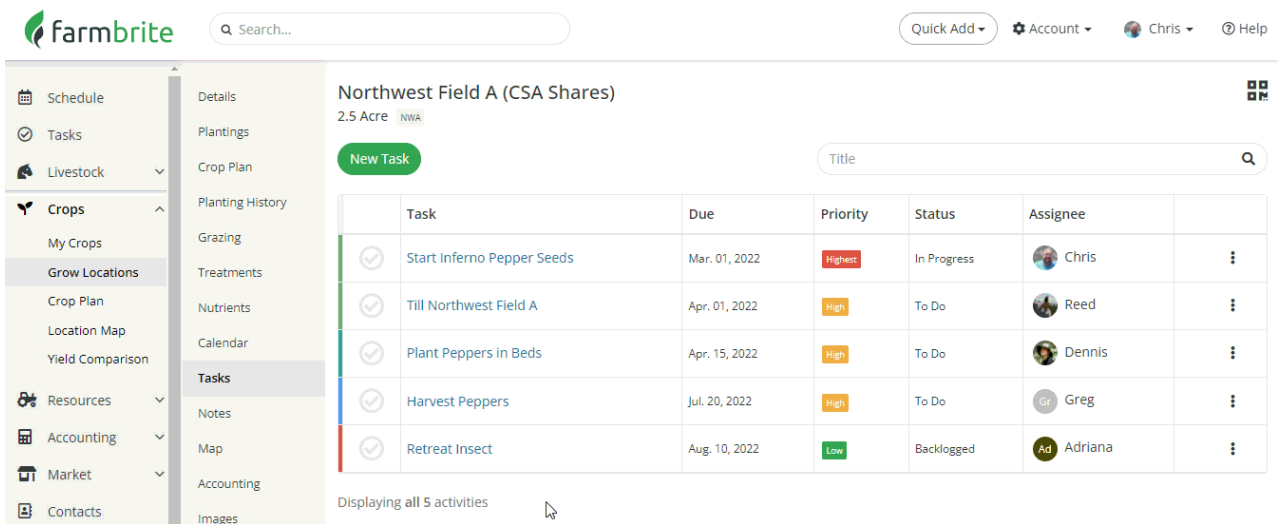 farmbrite
Search...
Quick Add
Account
Chris
Help
Schedule
Tasks
Livestock
Crops
My Crops
Grow Locations
Crop Plan
Location Map
Yield Comparison
Resources
Accounting
Market
Contacts
Details
Plantings
Crop Plan
Planting History
Grazing
Treatments
Nutrients
Calendar
Tasks
Notes
Map
Accounting
Images
Northwest Field A (CSA Shares)
2.5 Acre NWA
New Task
Title
Task Due Priority Status Assignee
Start Inferno Pepper Seeds Mar. 01, 2022 Highest In Progress Chris
Till Northwest Field A Apr. 01, 2022 High To Do Reed
Plant Peppers in Beds Apr. 15, 2022 High To Do Dennis
Harvest Peppers Jul. 20, 2022 High To Do Gr Greg
Retreat Insect Aug. 10, 2022 Low Backlogged Ad Adriana
Displaying all 5 activities